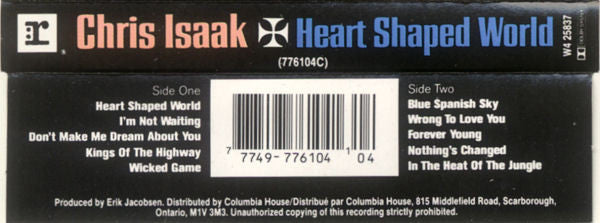 r Chris Isaak Heart Shaped World W4 25837
(776104C)
Side One
Heart Shaped World
I'm Not Waiting
Don't Make Me Dream About You
Kings Of The Highway
Wicked Game
7 7749-776104 1 04
Side Two
Blue Spanish Sky
Wrong To Love You
Forever Young
Nothing's Changed
In The Heat Of The Jungle
Produced by Erik Jacobsen. Distributed by Columbia House/Distribué par Columbia House, 815 Middlefield Road, Scarborough,
Ontario, M1V 3M3. Unauthorized copying of this recording strictly prohibited.